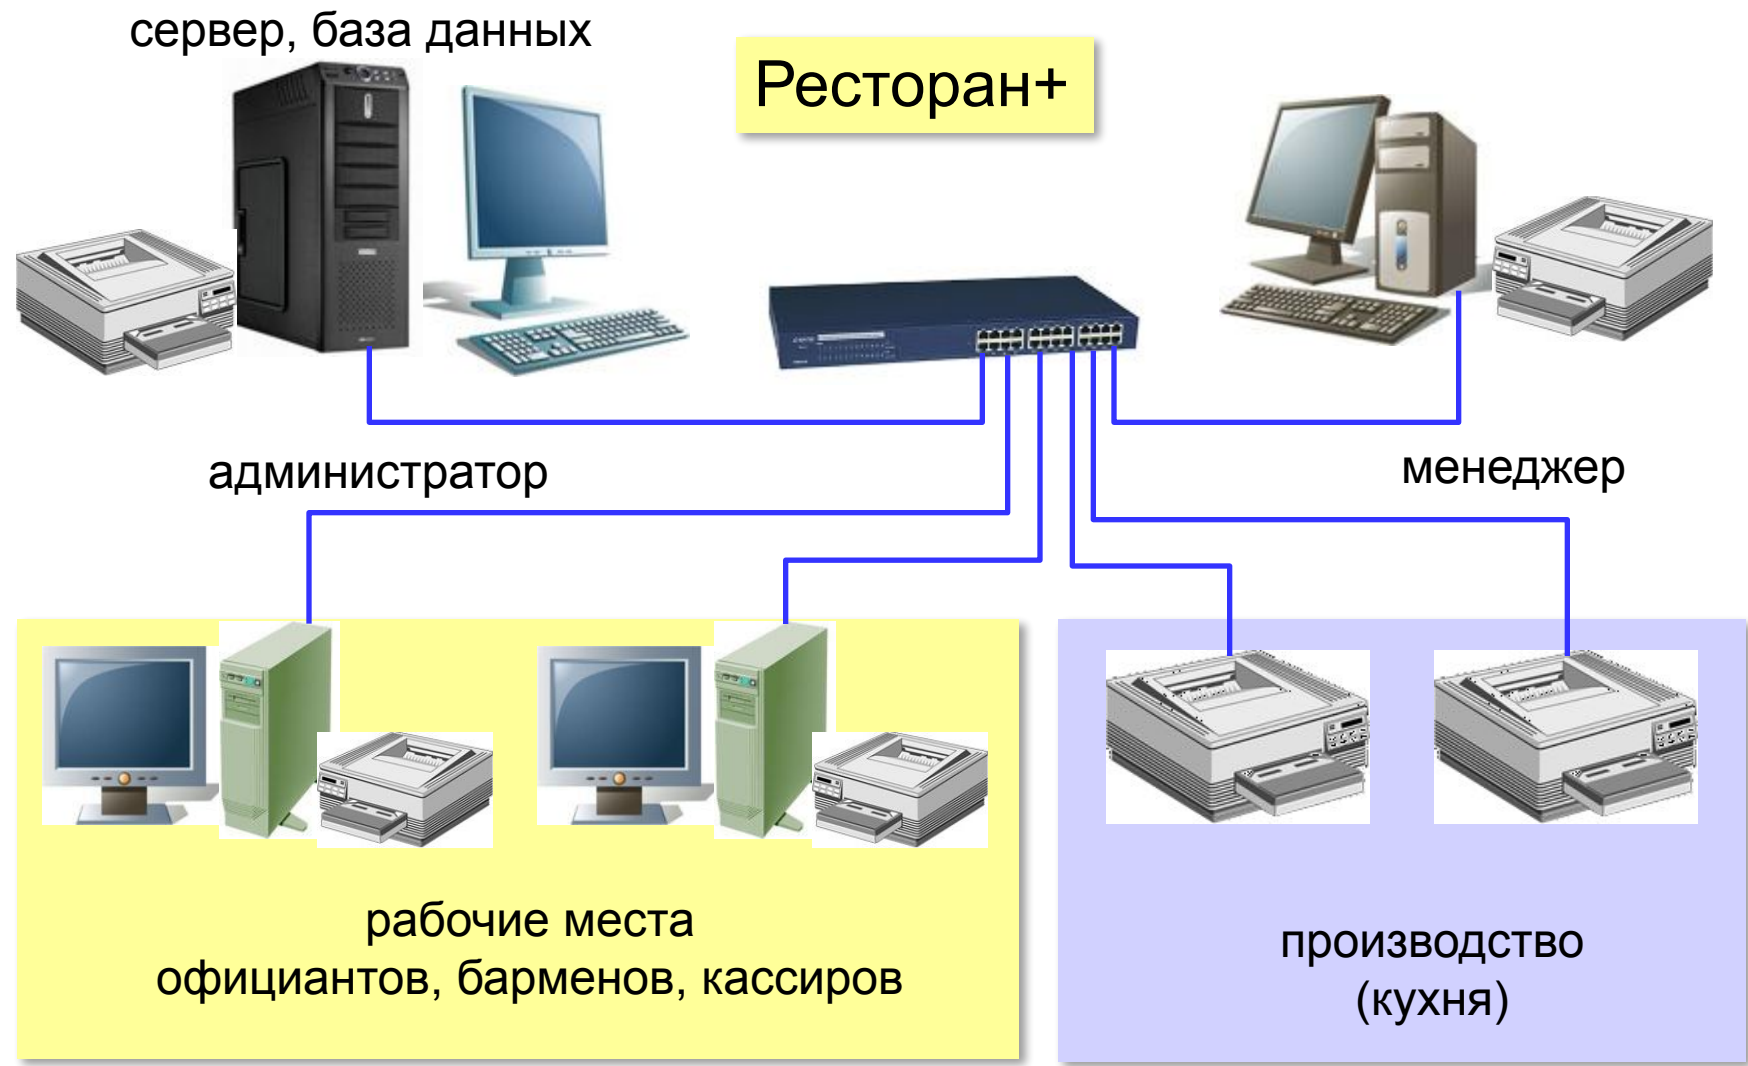 сервер, база данных
Ресторан+
администратор
менеджер
рабочие места
официантов, барменов, кассиров
производство
(кухня)